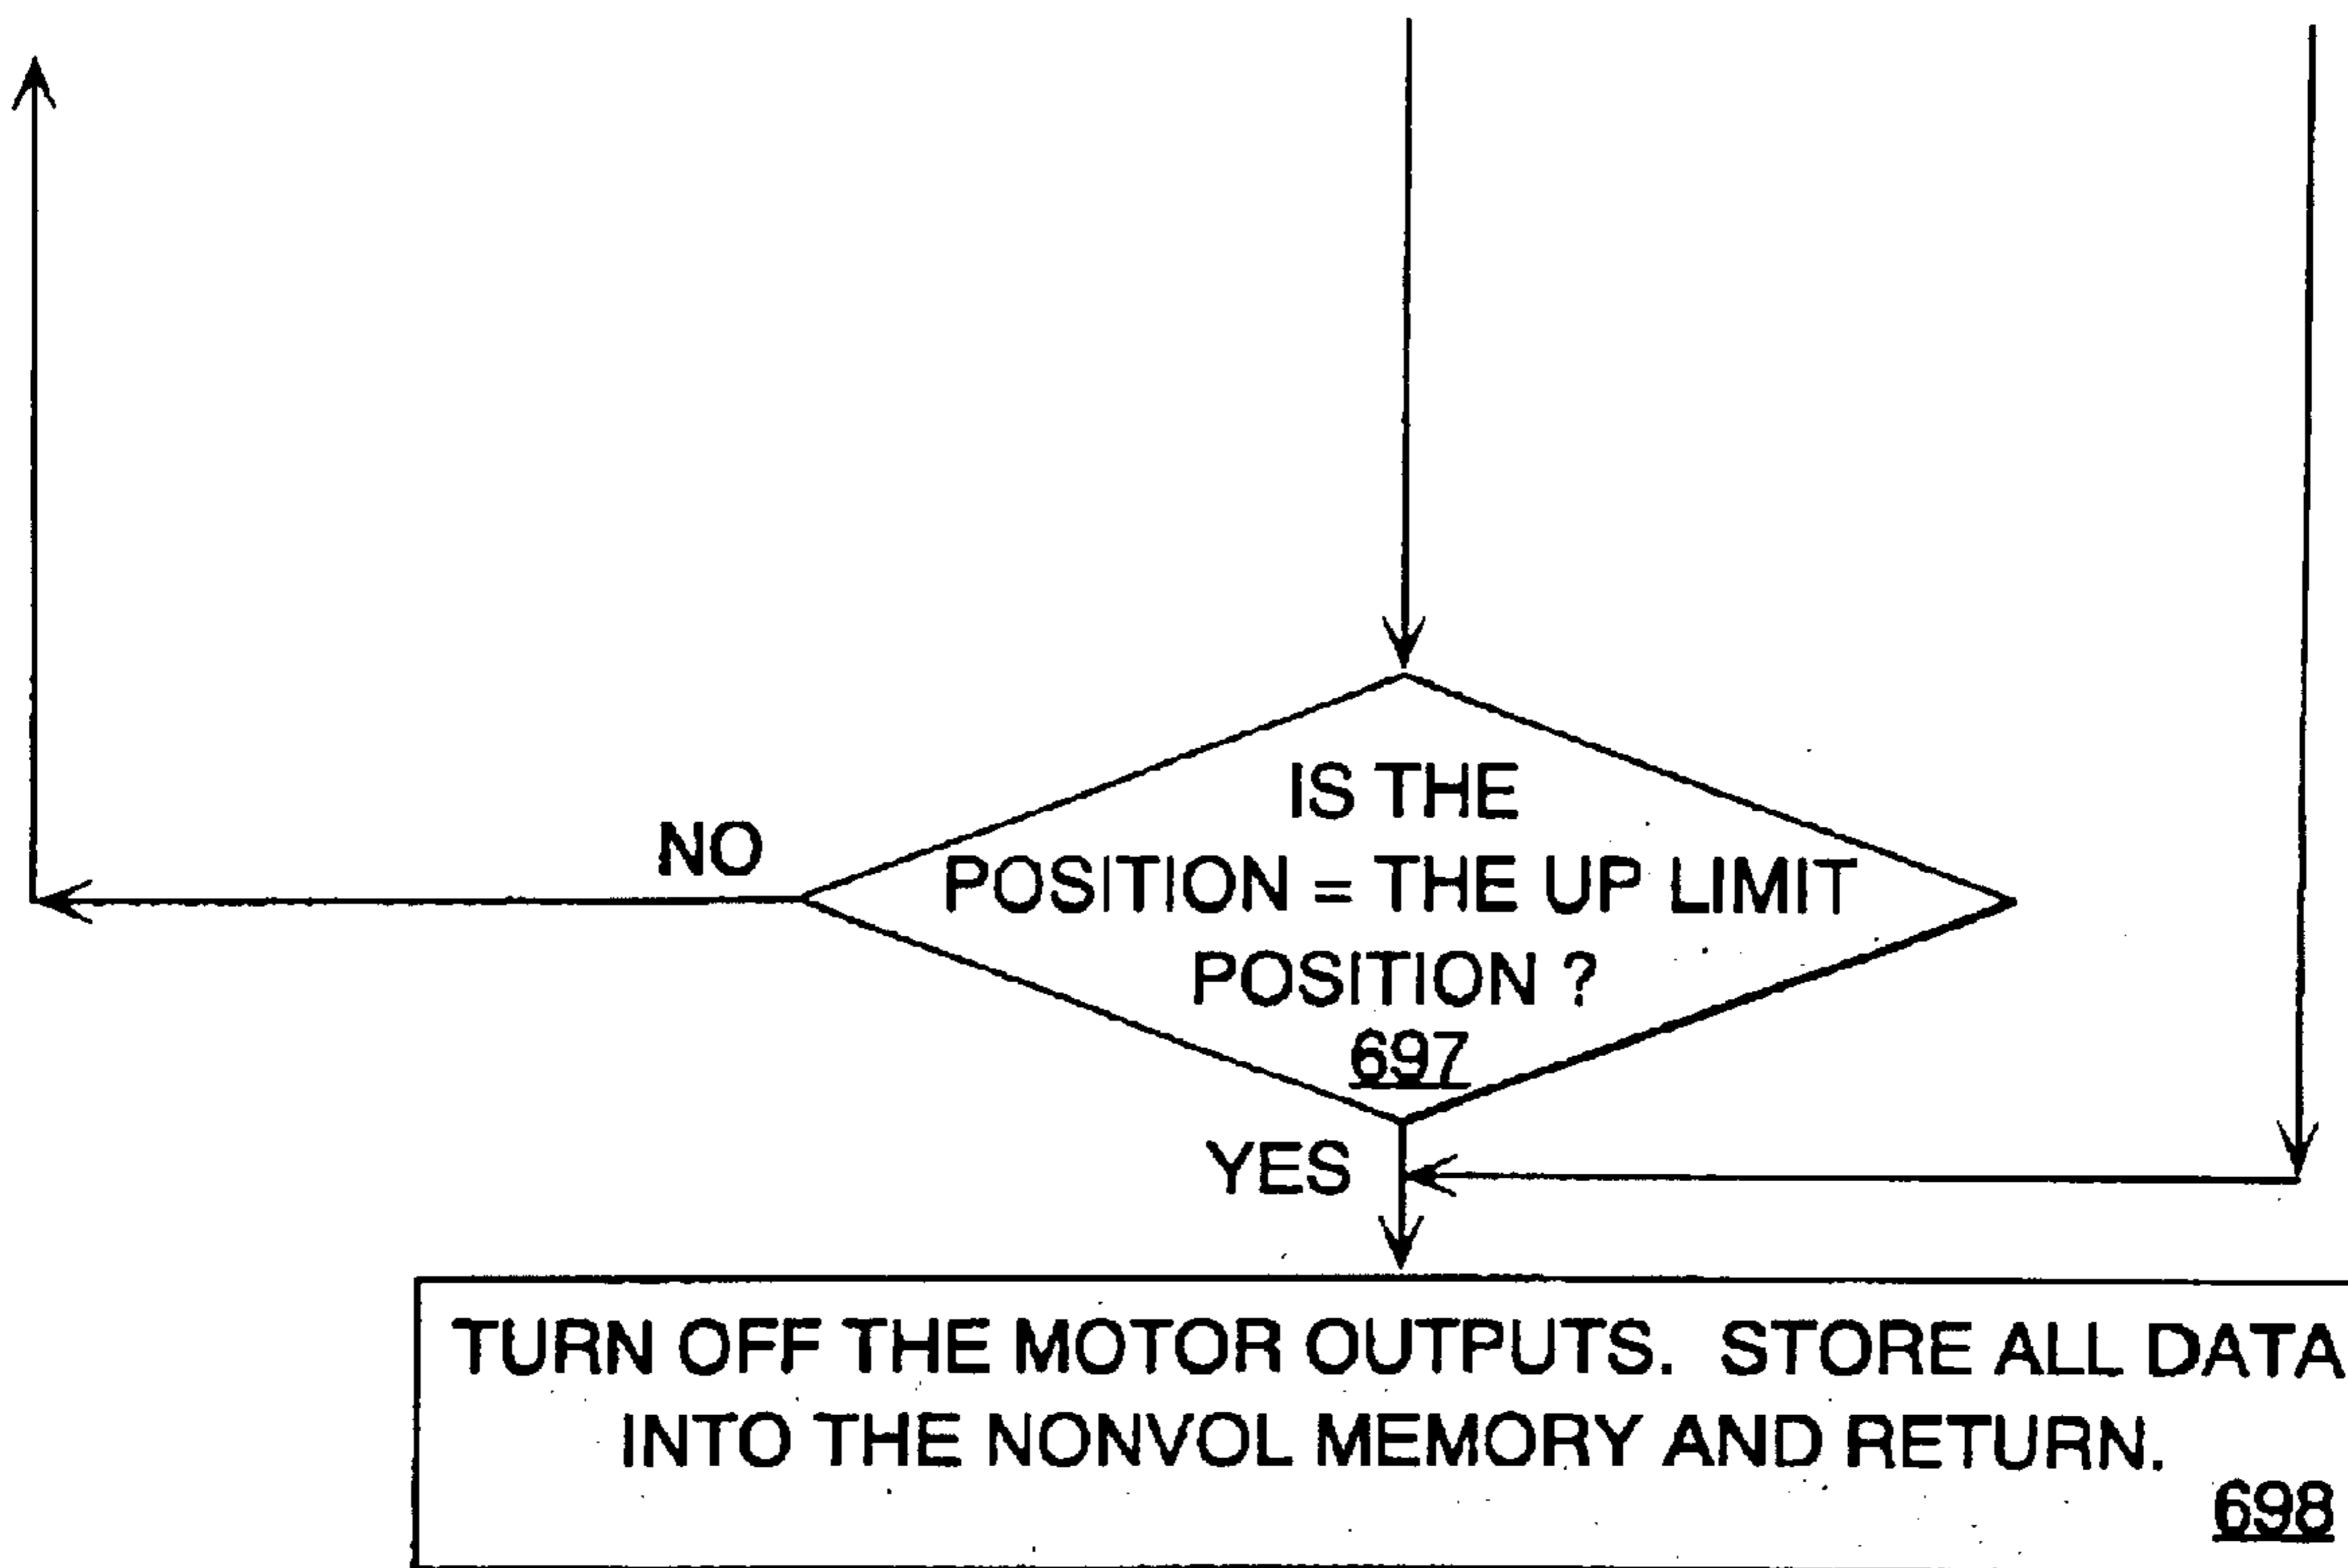 IS THE
NO
POSITION = THE UP LIMIT
POSITION ?
697
YES
TURN OFF THE MOTOR OUTPUTS. STORE ALL DATA
INTO THE NONVOL MEMORY AND RETURN.
698